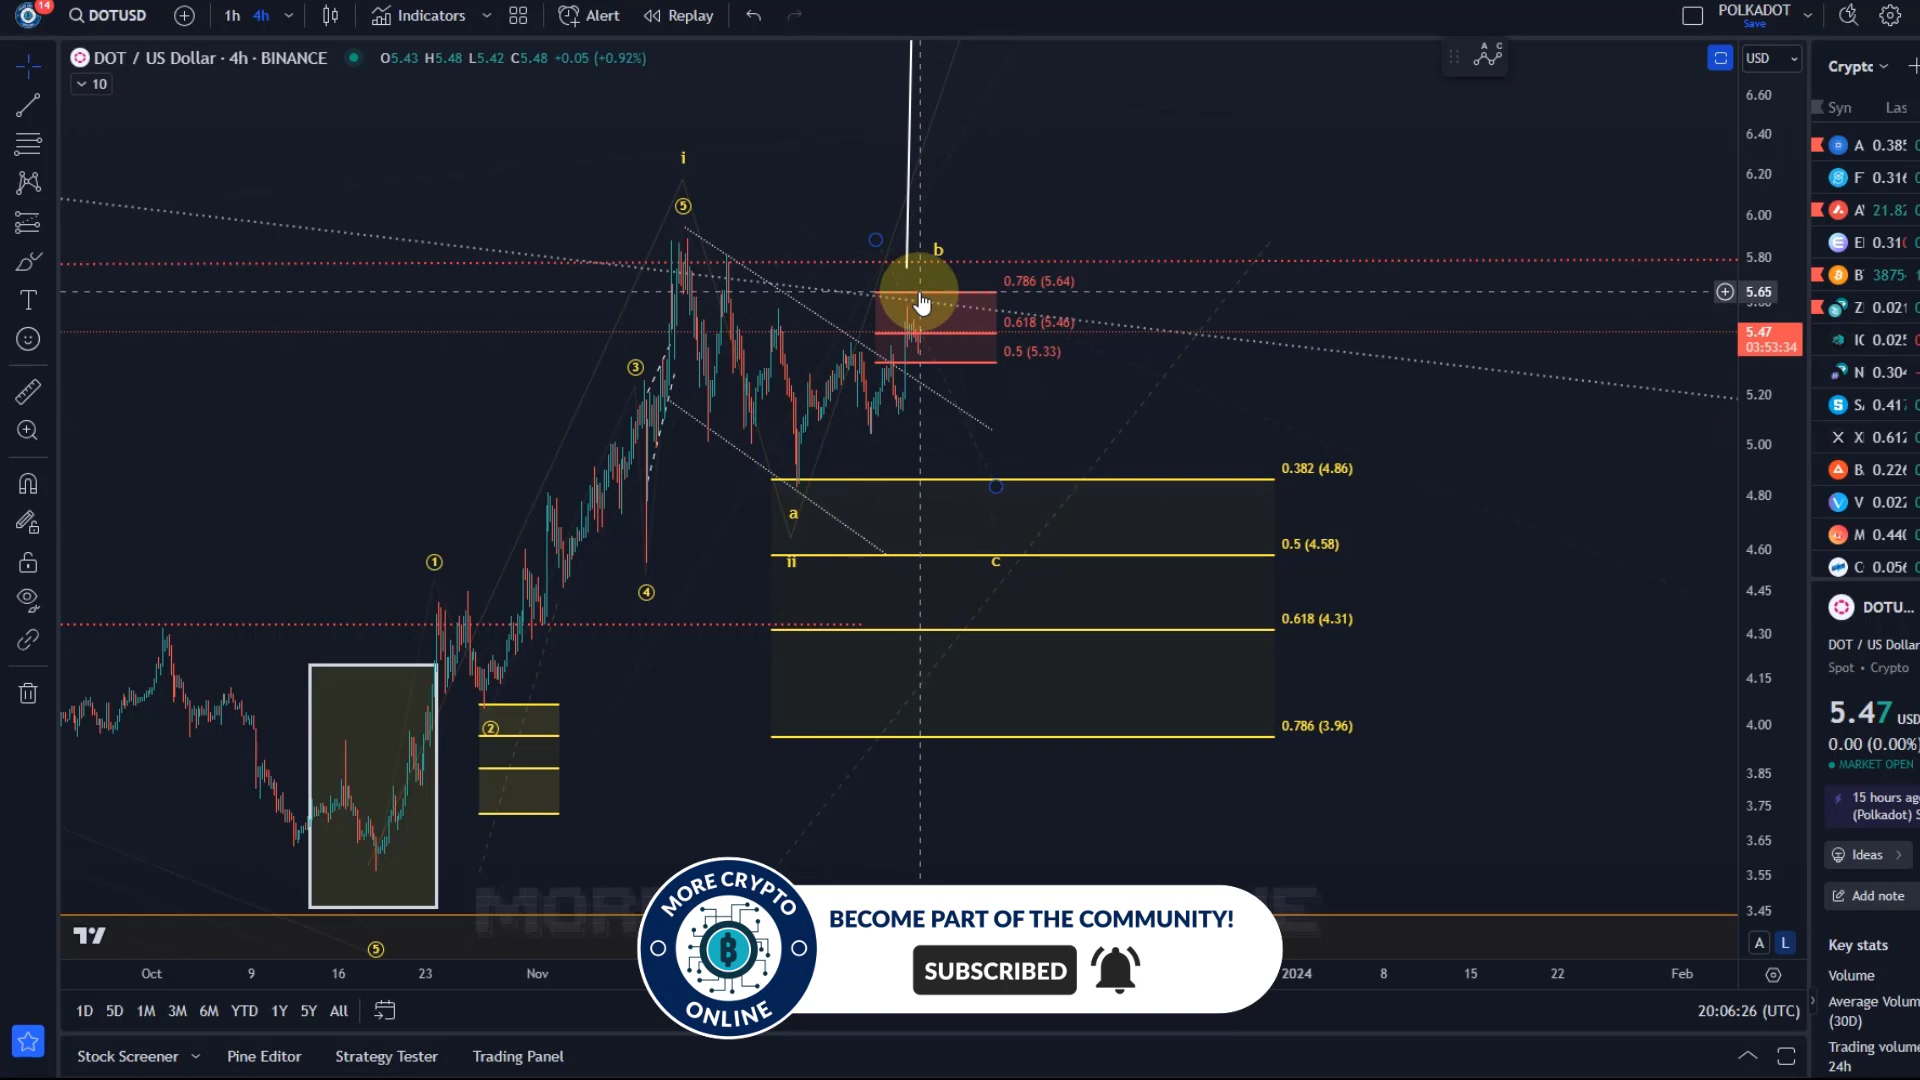 14
DOTUSD
1h 4h
Indicators
Alert
Replay
POLKADOT
Save
DOT / US Dollar · 4h · BINANCE
O5.43 H5.48 L5.42 C5.48 +0.05 (+0.92%)
10
A C
USD
Syn
6.60
6.40
6.20
6.00
5.80
5.65
5.47
03:53:34
5.20
5.00
4.80
4.60
4.45
4.30
4.15
4.00
3.85
3.75
3.65
3.55
3.45
A L
i
5
b
0.786 (5.64)
0.618 (5.46)
0.5 (5.33)
3
0.382 (4.86)
a
0.5 (4.58)
ii
c
1
4
0.618 (4.31)
2
0.786 (3.96)
5
DOTU...
DOT / US Dollar
Spot • Crypto
5.47 USD
0.00 (0.00%)
MARKET OPEN
15 hours ago
(Polkadot) S
Ideas
Add note
Key stats
Volume
Average Volum
(30D)
Trading volume
24h
MORE CRYPTO
ONLINE
BECOME PART OF THE COMMUNITY!
SUBSCRIBED
Oct 9 16 23 Nov 2024 8 15 22 Feb
1D 5D 1M 3M 6M YTD 1Y 5Y All
20:06:26 (UTC)
Stock Screener
Pine Editor
Strategy Tester
Trading Panel